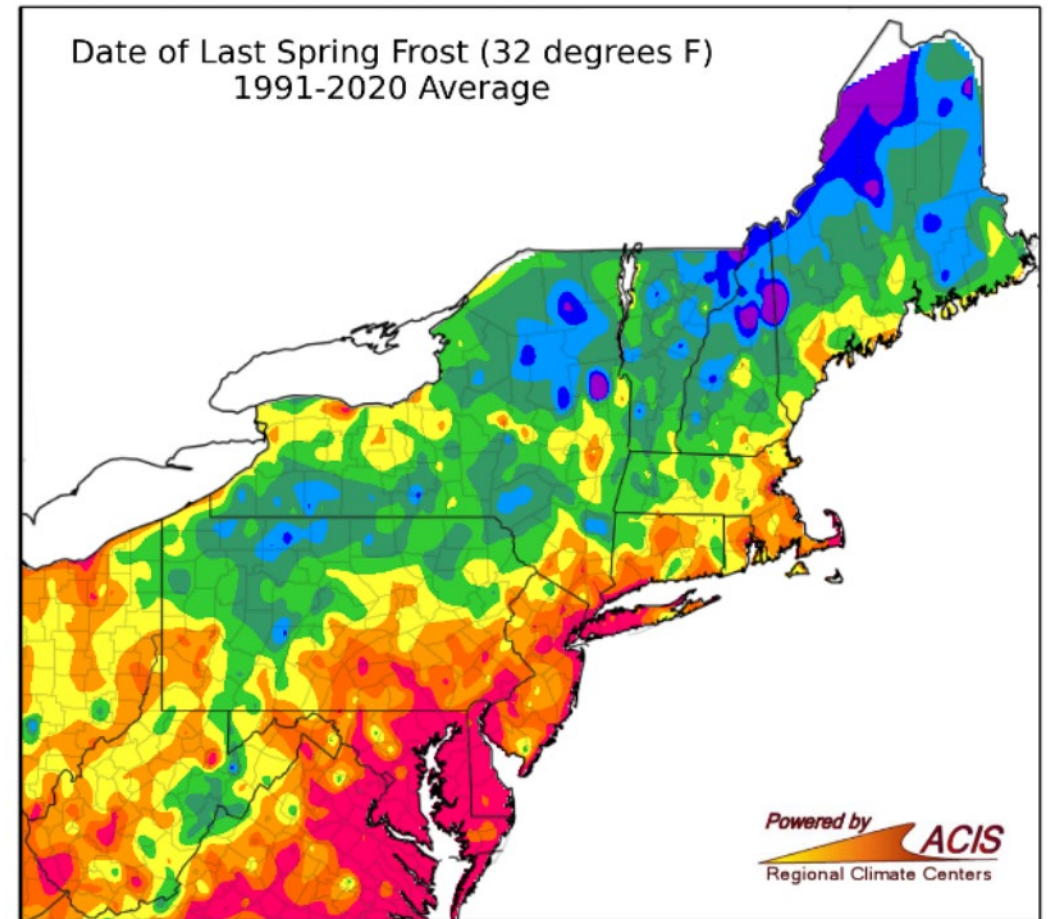 Date of Last Spring Frost (32 degrees F)
1991-2020 Average
Powered by ACIS
Regional Climate Centers